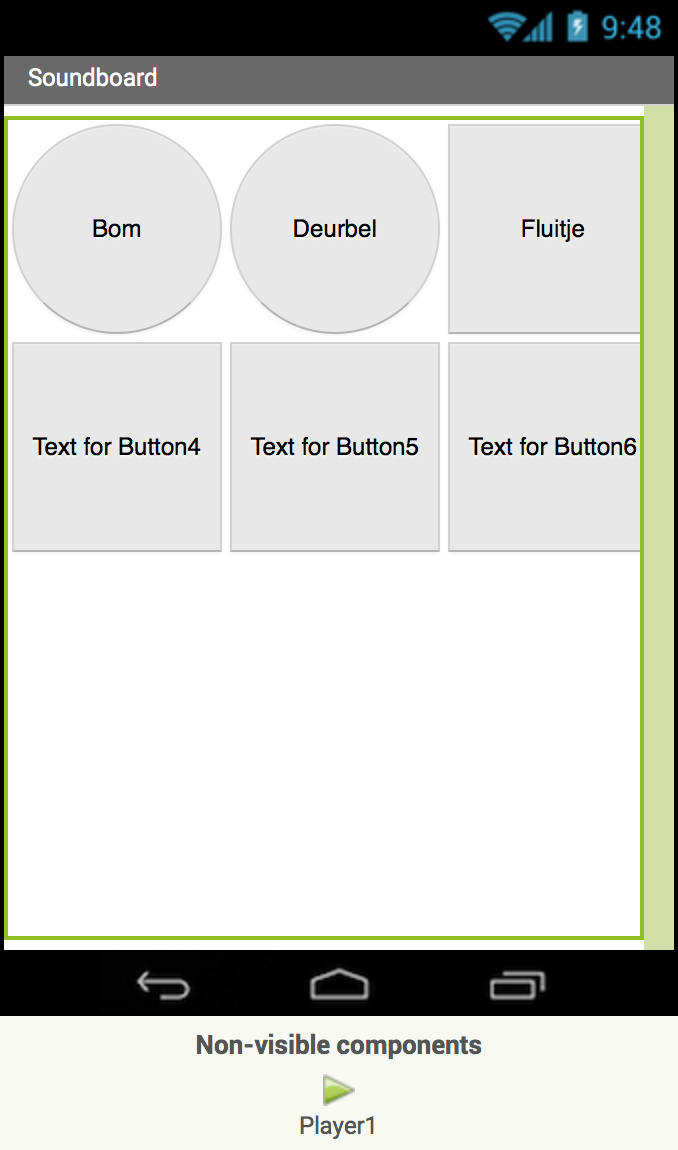 9:48
Soundboard
Bom Deurbel Fluitje
Text for Button4 Text for Button5 Text for Button6
Non-visible components
Player1